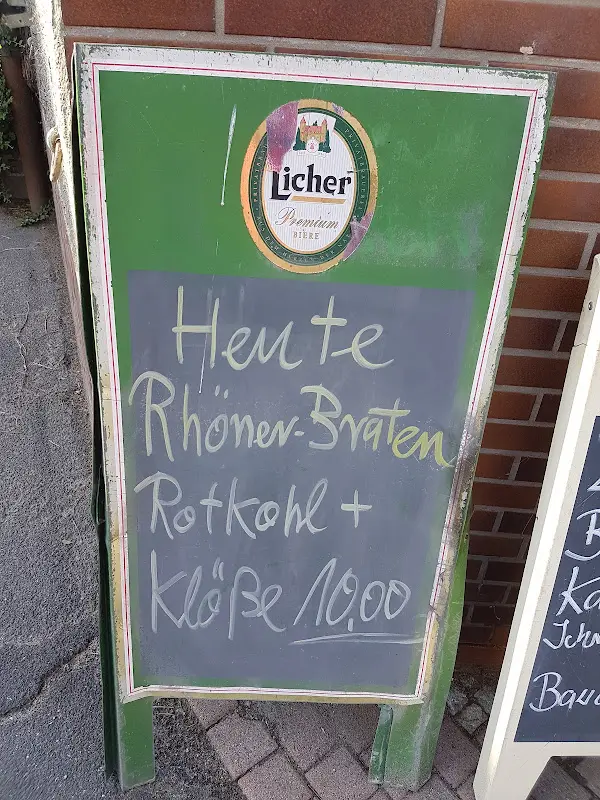 Licher
Premium
BIERE
Heute
Rhöner-Braten
Rotkohl +
Klöße 10,00